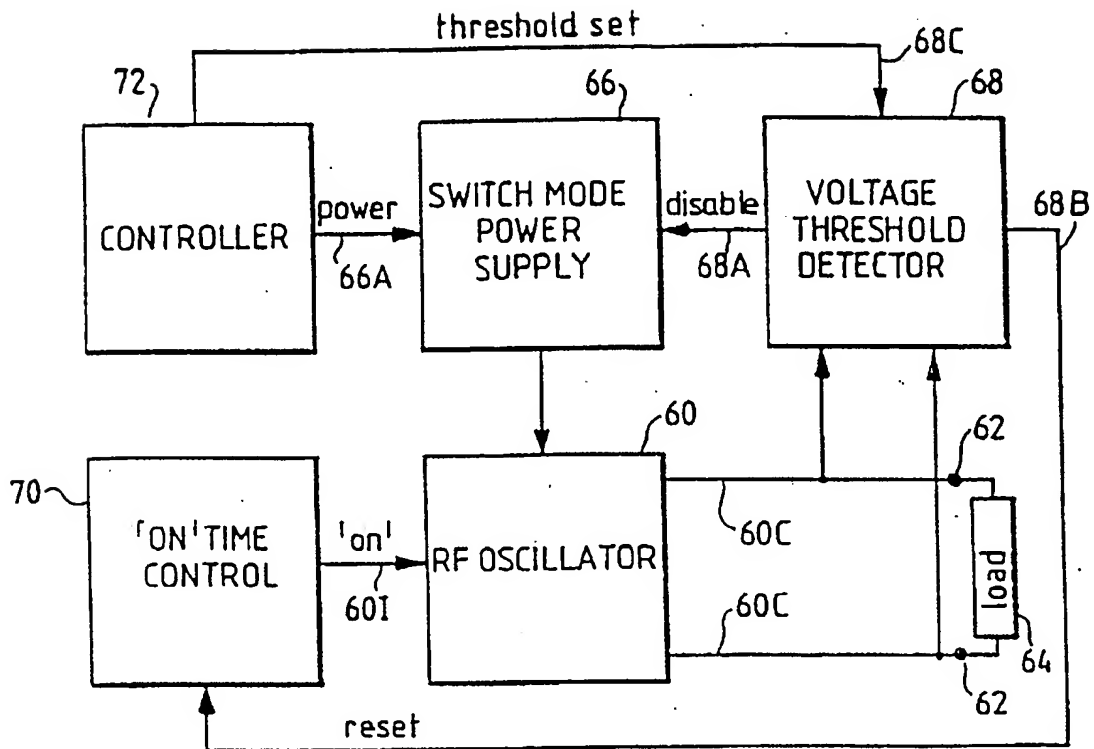 threshold set
68C
72
66
68
CONTROLLER
power
66A
SWITCH MODE
POWER
SUPPLY
disable
68A
VOLTAGE
THRESHOLD
DETECTOR
68B
60
62
70
'ON' TIME
CONTROL
'on'
60I
RF OSCILLATOR
60C
60C
load
64
62
reset